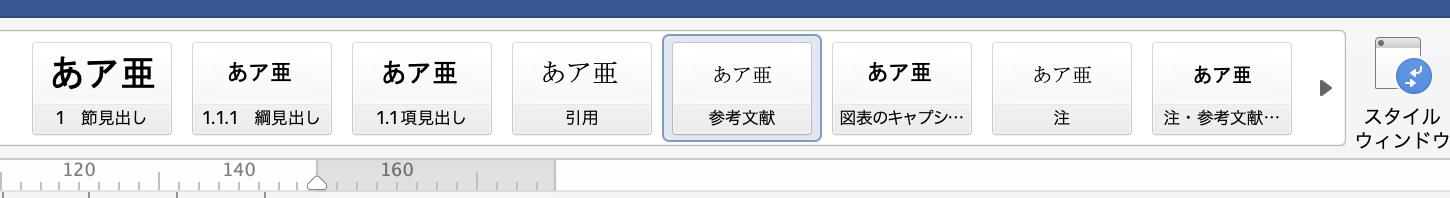 あア亜 あア亜 あア亜 あア亜 あア亜 あア亜 あア亜 あア亜
1 節見出し 1.1.1 綱見出し 1.1項見出し 引用 参考文献 図表のキャプシ… 注 注・参考文献…
スタイル
ウィンドウ
120 140 160